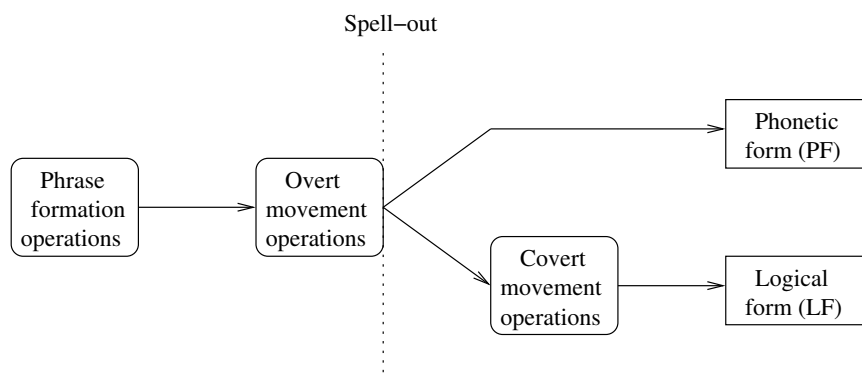 Spell−out
Phrase
formation
operations
Overt
movement
operations
Covert
movement
operations
Phonetic
form (PF)
Logical
form (LF)